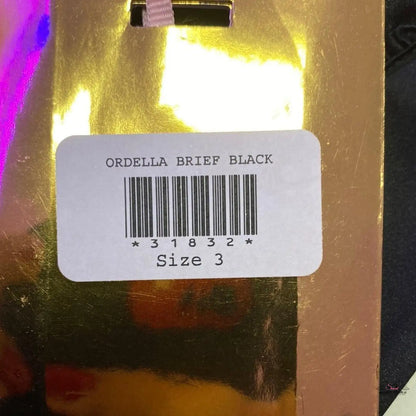 ORDELLA BRIEF BLACK
*31832*
Size 3